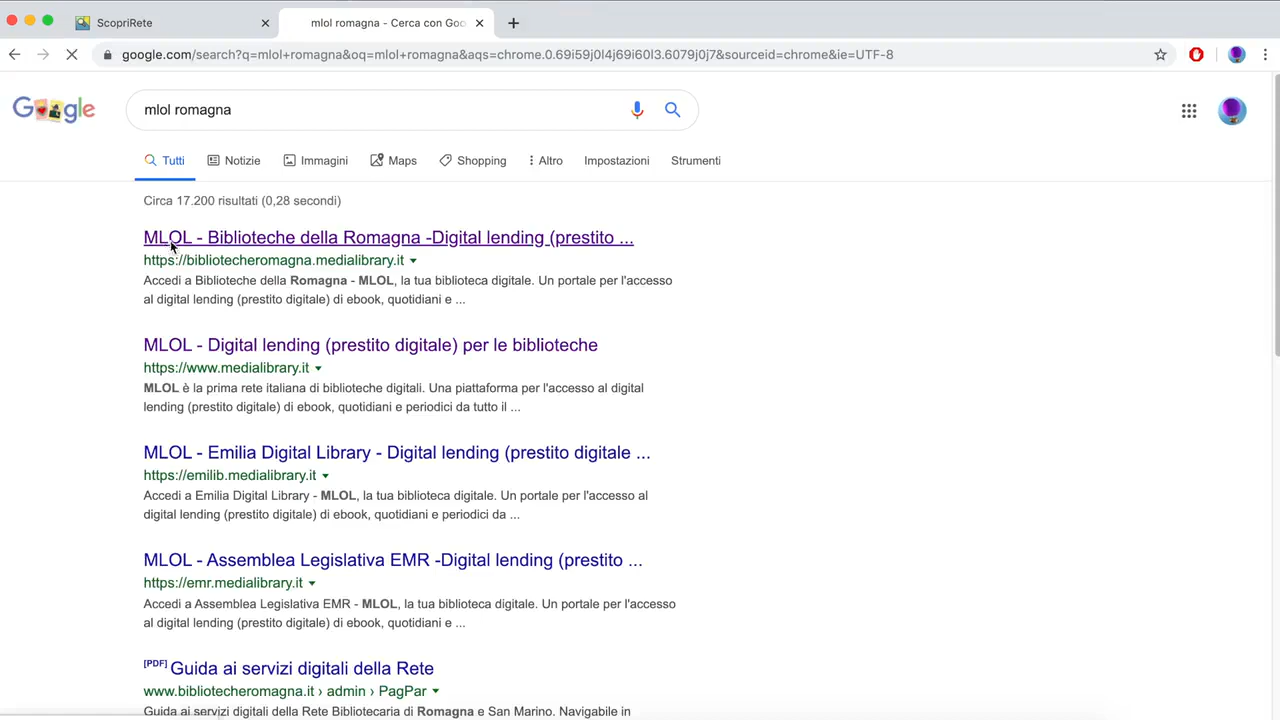 ScopriRete
mlol romagna - Cerca con Goo
google.com/search?q=mlol+romagna&oq=mlol+romagna&aqs=chrome.0.69i59j0l4j69i60l3.6079j0j7&sourceid=chrome&ie=UTF-8
Google
mlol romagna
Tutti Notizie Immagini Maps Shopping Altro Impostazioni Strumenti
Circa 17.200 risultati (0,28 secondi)
MLOL - Biblioteche della Romagna -Digital lending (prestito ...
https://bibliotecheromagna.medialibrary.it
Accedi a Biblioteche della Romagna - MLOL, la tua biblioteca digitale. Un portale per l'accesso
al digital lending (prestito digitale) di ebook, quotidiani e ...
MLOL - Digital lending (prestito digitale) per le biblioteche
https://www.medialibrary.it
MLOL è la prima rete italiana di biblioteche digitali. Una piattaforma per l'accesso al digital
lending (prestito digitale) di ebook, quotidiani e periodici da tutto il ...
MLOL - Emilia Digital Library - Digital lending (prestito digitale ...
https://emilib.medialibrary.it
Accedi a Emilia Digital Library - MLOL, la tua biblioteca digitale. Un portale per l'accesso al
digital lending (prestito digitale) di ebook, quotidiani e periodici da ...
MLOL - Assemblea Legislativa EMR -Digital lending (prestito ...
https://emr.medialibrary.it
Accedi a Assemblea Legislativa EMR - MLOL, la tua biblioteca digitale. Un portale per l'accesso
al digital lending (prestito digitale) di ebook, quotidiani e ...
[PDF] Guida ai servizi digitali della Rete
www.bibliotecheromagna.it › admin › PagPar
Guida ai servizi digitali della Rete Bibliotecaria di Romagna e San Marino. Navigabile in